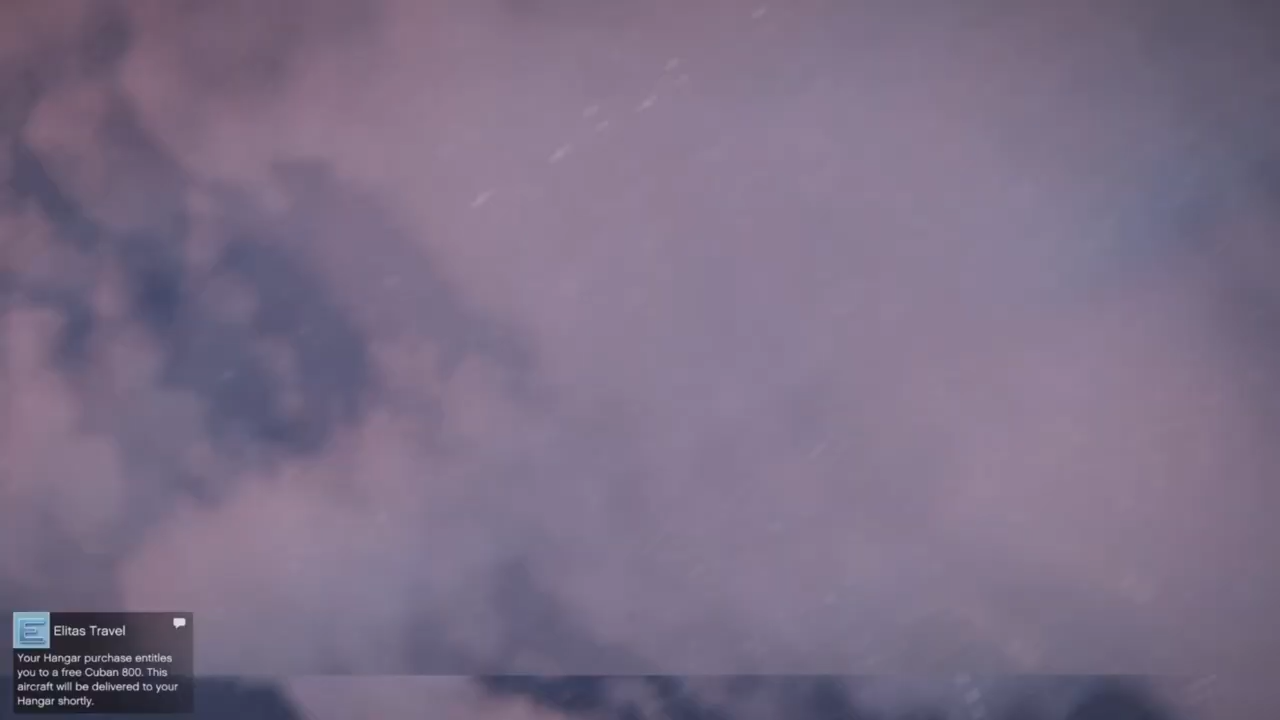 Elitas Travel
Your Hangar purchase entitles
you to a free Cuban 800. This
aircraft will be delivered to your
Hangar shortly.